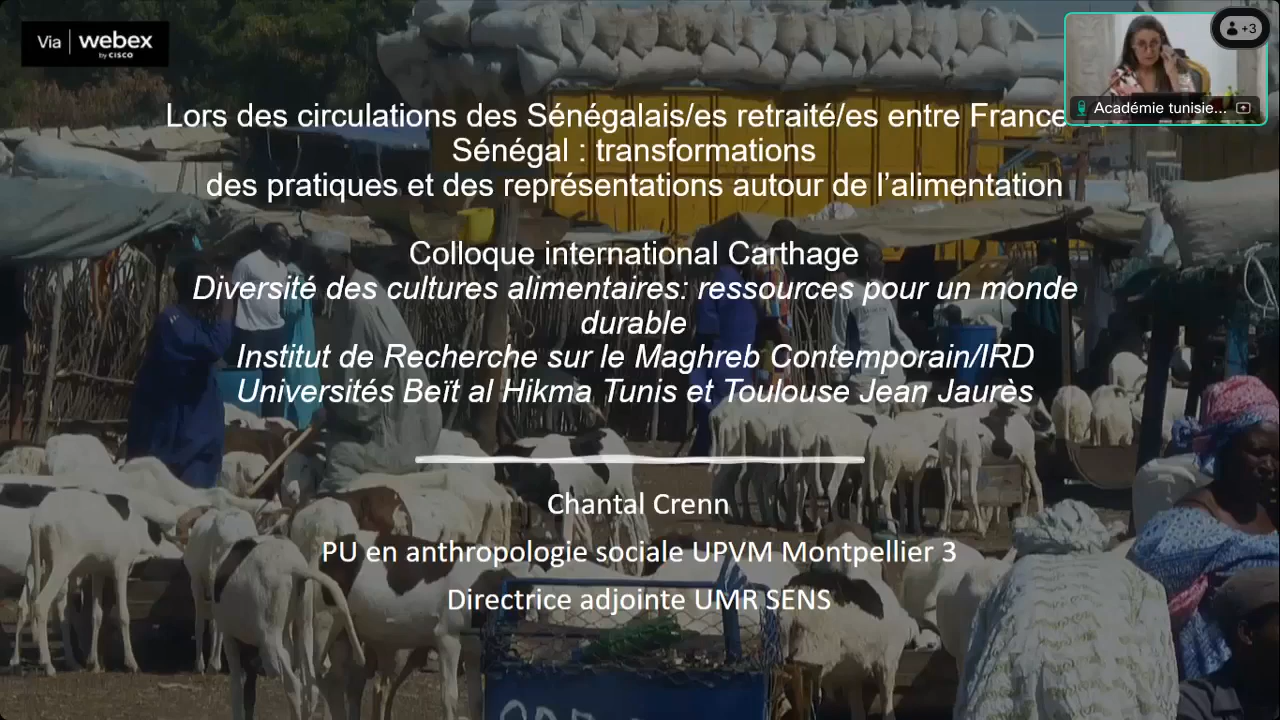 Via webex
by CISCO
+3
Académie tunisie...
Lors des circulations des Sénégalais/es retraité/es entre France
Sénégal : transformations
des pratiques et des représentations autour de l’alimentation
Colloque international Carthage
Diversité des cultures alimentaires: ressources pour un monde
durable
Institut de Recherche sur le Maghreb Contemporain/IRD
Universités Beït al Hikma Tunis et Toulouse Jean Jaurès
Chantal Crenn
PU en anthropologie sociale UPVM Montpellier 3
Directrice adjointe UMR SENS